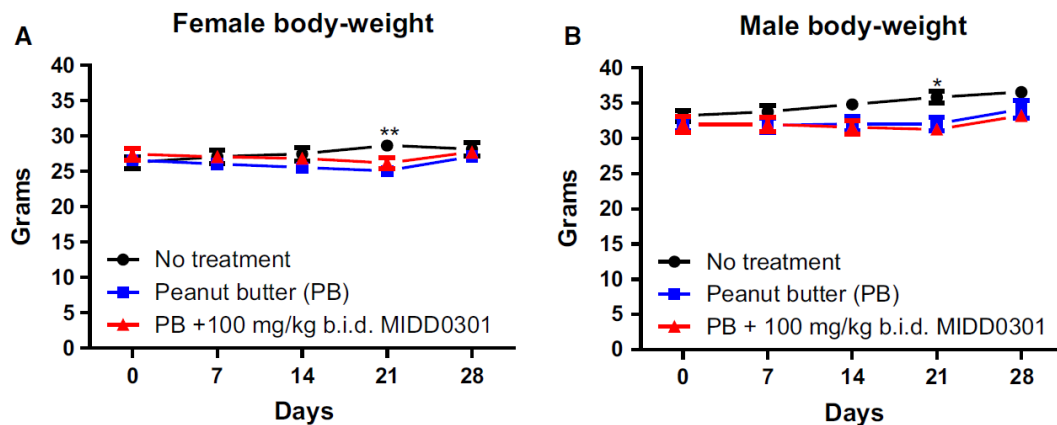 A
Female body-weight
40
35
30
25
20
15
10
5
0
Grams
**
No treatment
Peanut butter (PB)
PB +100 mg/kg b.i.d. MIDD0301
0 7 14 21 28
Days
B
Male body-weight
40
35
30
25
20
15
10
5
0
Grams
*
No treatment
Peanut butter (PB)
PB + 100 mg/kg b.i.d. MIDD0301
0 7 14 21 28
Days